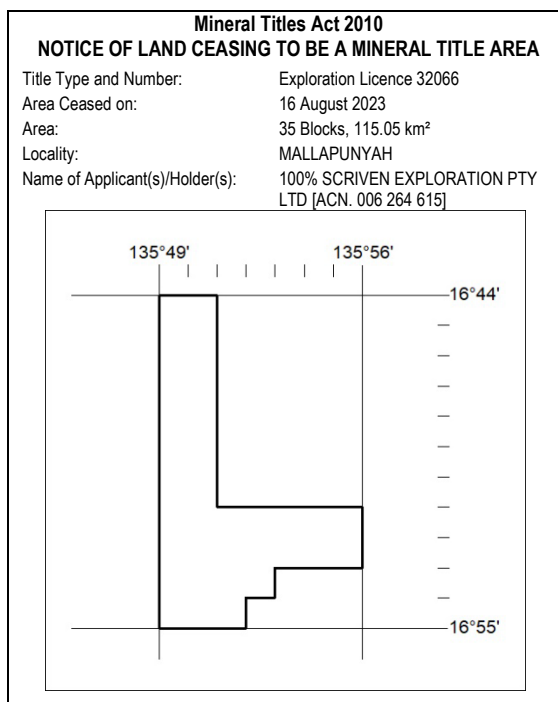 Mineral Titles Act 2010
NOTICE OF LAND CEASING TO BE A MINERAL TITLE AREA
Title Type and Number: Exploration Licence 32066
Area Ceased on: 16 August 2023
Area: 35 Blocks, 115.05 km²
Locality: MALLAPUNYAH
Name of Applicant(s)/Holder(s): 100% SCRIVEN EXPLORATION PTY
LTD [ACN. 006 264 615]
135°49' 135°56'
16°44'
16°55'